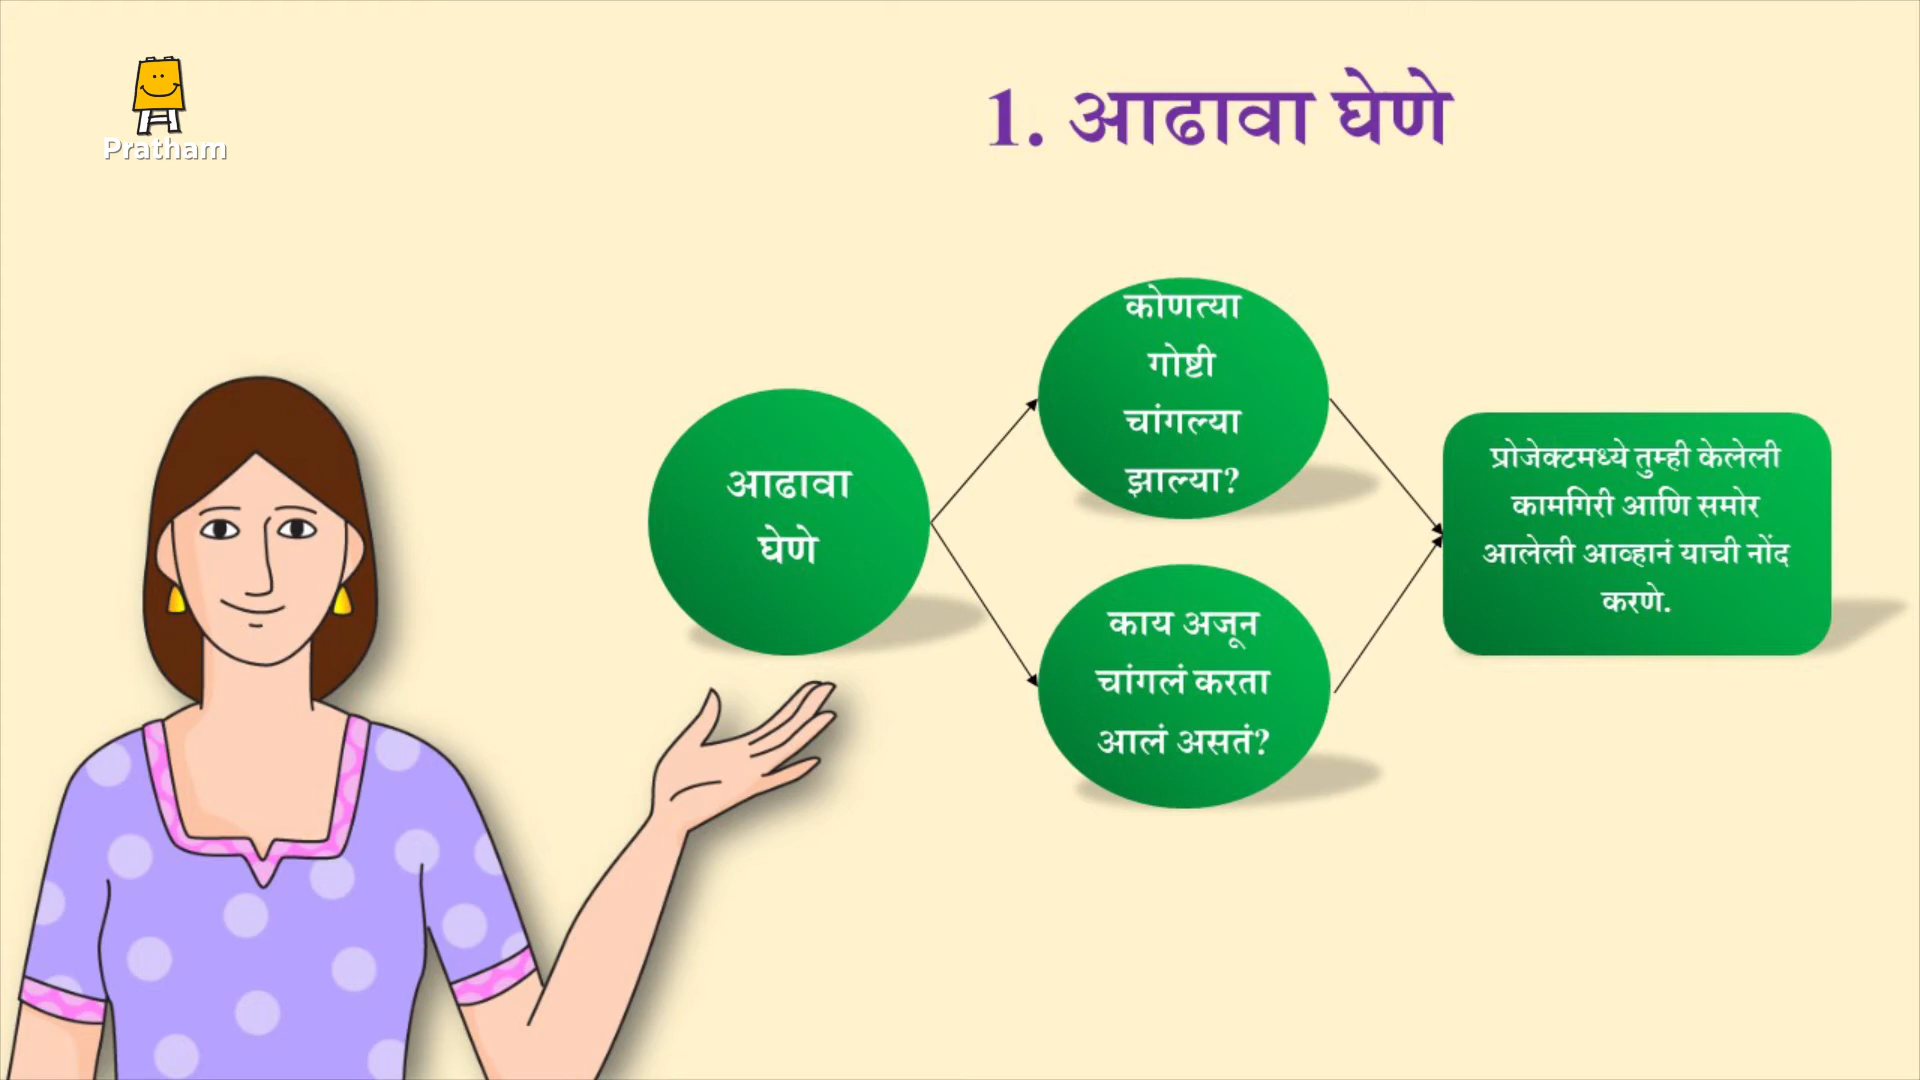 Pratham
1. आढावा घेणे
आढावा
घेणे
कोणत्या
गोष्टी
चांगल्या
झाल्या?
काय अजून
चांगलं करता
आलं असतं?
प्रोजेक्टमध्ये तुम्ही केलेली
कामगिरी आणि समोर
आलेली आव्हानं याची नोंद
करणे.